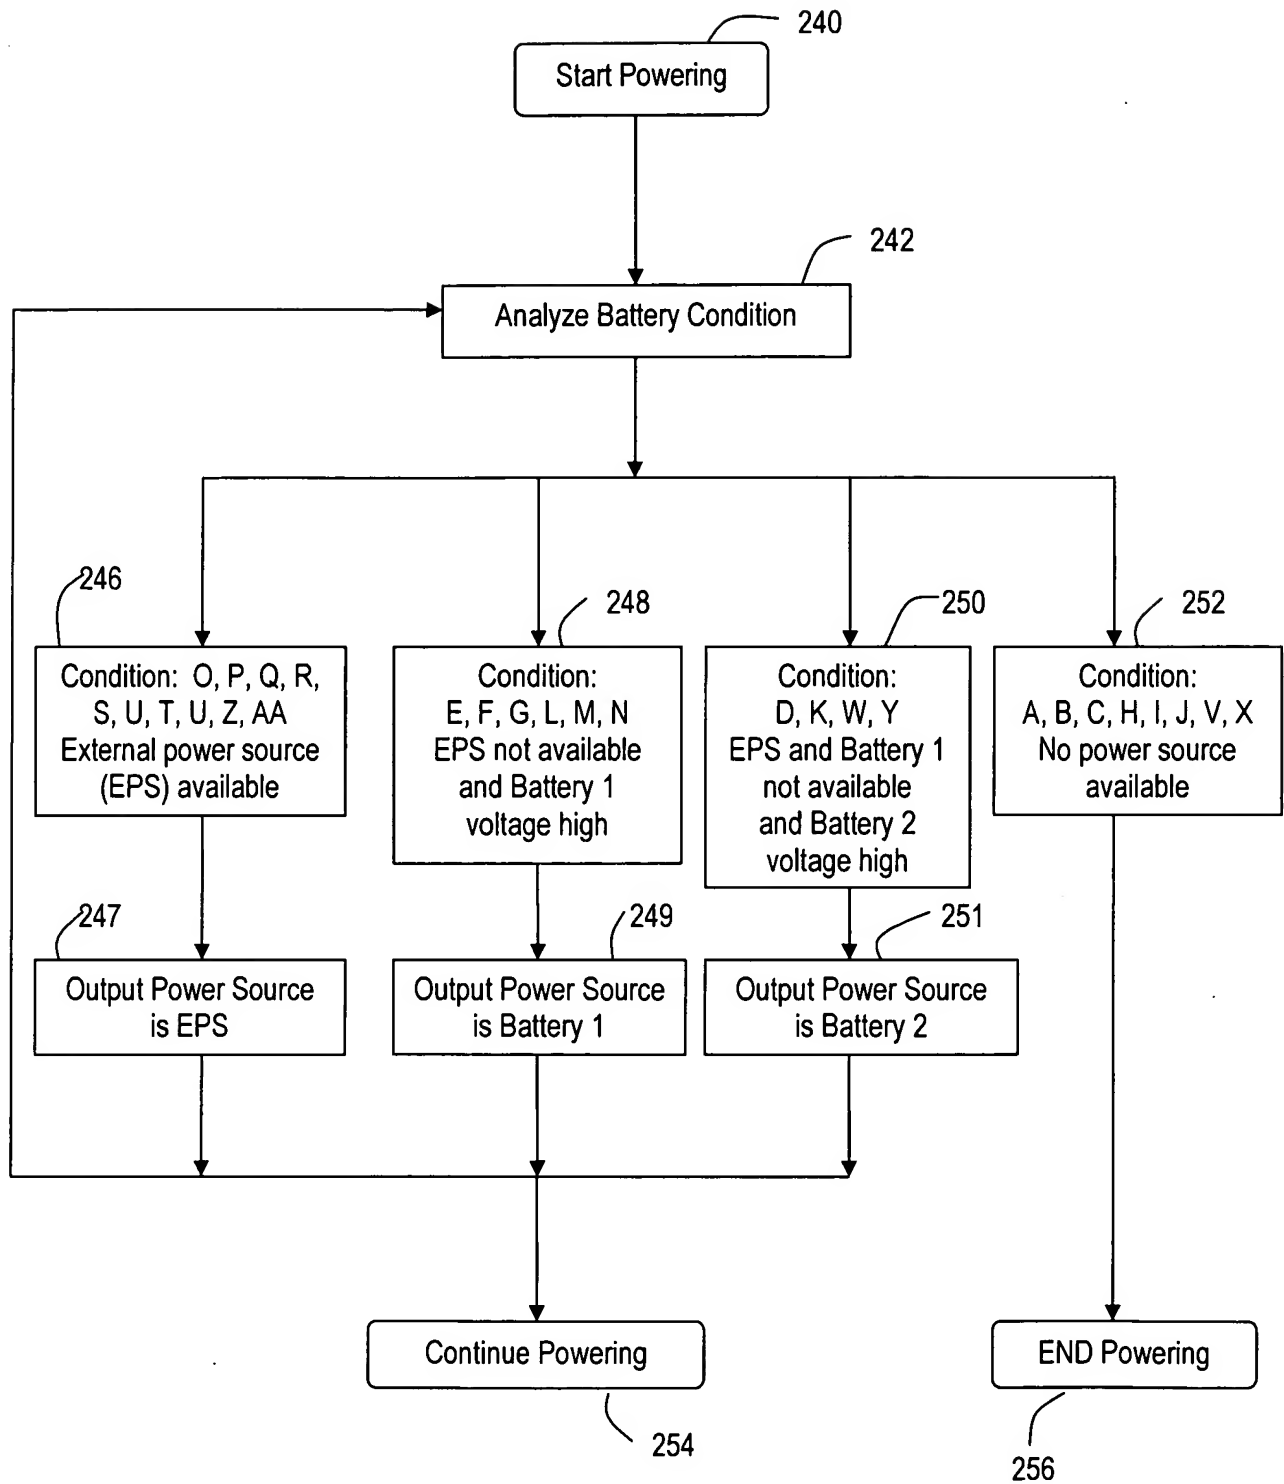 240
Start Powering
242
Analyze Battery Condition
246
Condition: O, P, Q, R,
S, U, T, U, Z, AA
External power source
(EPS) available
248
Condition:
E, F, G, L, M, N
EPS not available
and Battery 1
voltage high
250
Condition:
D, K, W, Y
EPS and Battery 1
not available
and Battery 2
voltage high
252
Condition:
A, B, C, H, I, J, V, X
No power source
available
247
Output Power Source
is EPS
249
Output Power Source
is Battery 1
251
Output Power Source
is Battery 2
Continue Powering
254
END Powering
256